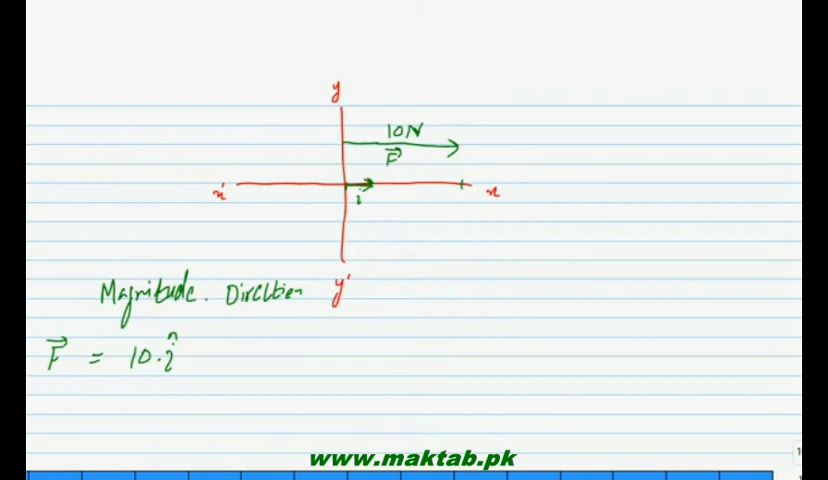 y
10N
F⃗
x' i x
Magnitude. Direction y'
F⃗ = 10.î
www.maktab.pk